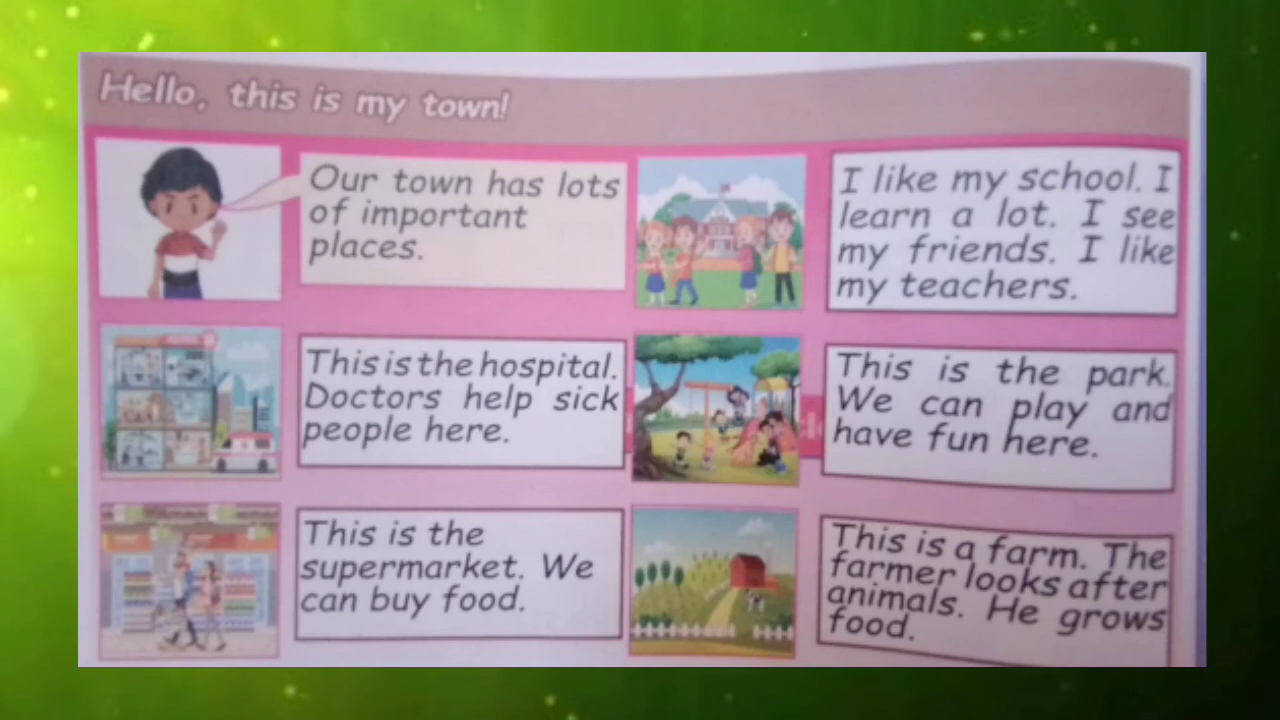 Hello, this is my town!
Our town has lots
of important
places.
I like my school. I
learn a lot. I see
my friends. I like
my teachers.
This is the hospital.
Doctors help sick
people here.
This is the park.
We can play and
have fun here.
This is the
supermarket. We
can buy food.
This is a farm. The
farmer looks after
animals. He grows
food.